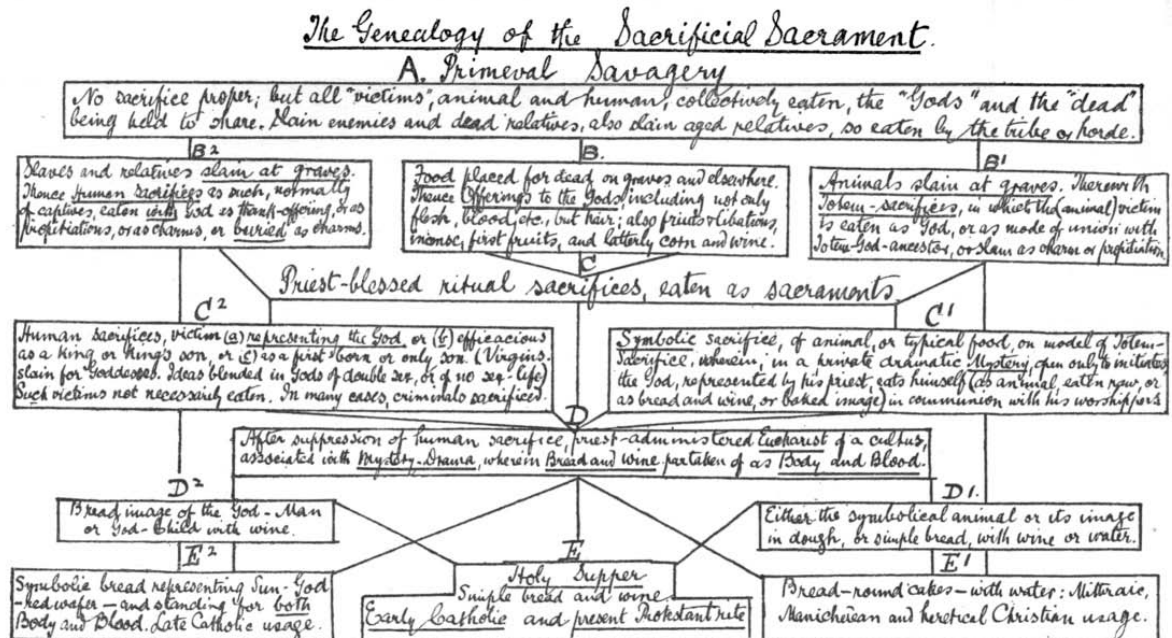 The Genealogy of the Sacrificial Sacrament.
A. Primeval Savagery
No sacrifice proper; but all "victims", animal and human, collectively eaten, the "Gods" and the "dead"
being held to share. Slain enemies and dead relatives, also slain aged relatives, so eaten by the tribe or horde.
B²
Slaves and relatives slain at graves.
Thence Human Sacrifices as such, normally
of captives, eaten with God as thank-offering, or as
propitiations, or as charms, or buried as charms.
B.
Food placed for dead on graves and elsewhere.
Thence Offerings to the Gods, including not only
flesh, blood, etc., but hair; also fruits & libations,
incense, first fruits, and latterly corn and wine.
B¹
Animals slain at graves. Therewith
Totem-sacrifices, in which the (animal) victim
is eaten as God, or as mode of union with
Totem-God-ancestor, or slain as charm or propitiation
C
Priest-blessed ritual sacrifices, eaten as sacraments
C²
Human sacrifices, victim (a) representing the God, or (b) efficacious
as a king or king's son, or (c) as a first born or only son. (Virgins
slain for Goddesses. Ideas blended in Gods of double sex, or of no sex-life)
Such victims not necessarily eaten. In many cases, criminals sacrificed.
C¹
Symbolic sacrifice, of animal, or typical food, on model of Totem-
Sacrifice, wherein, in a private dramatic Mystery, open only to initiates,
the God, represented by his priest, eats himself (as animal, eaten raw, or
as bread and wine, or baked image) in communion with his worshippers
D
After suppression of human sacrifice, priest-administered Eucharist of a cultus,
associated with Mystery-Drama, wherein Bread and wine partaken of as Body and Blood.
D²
Bread image of the God-Man
or God-Child with wine.
D¹.
Either the symbolical animal or its image
in dough, or simple bread, with wine or water.
E²
Symbolic bread representing Sun-God
-red wafer- and standing for both
Body and Blood. Late Catholic usage.
E
Holy Supper
Simple bread and wine
Early Catholic and present Protestant rite
E¹
Bread-round cakes-with water: Mithraic,
Manichæan and heretical Christian usage.